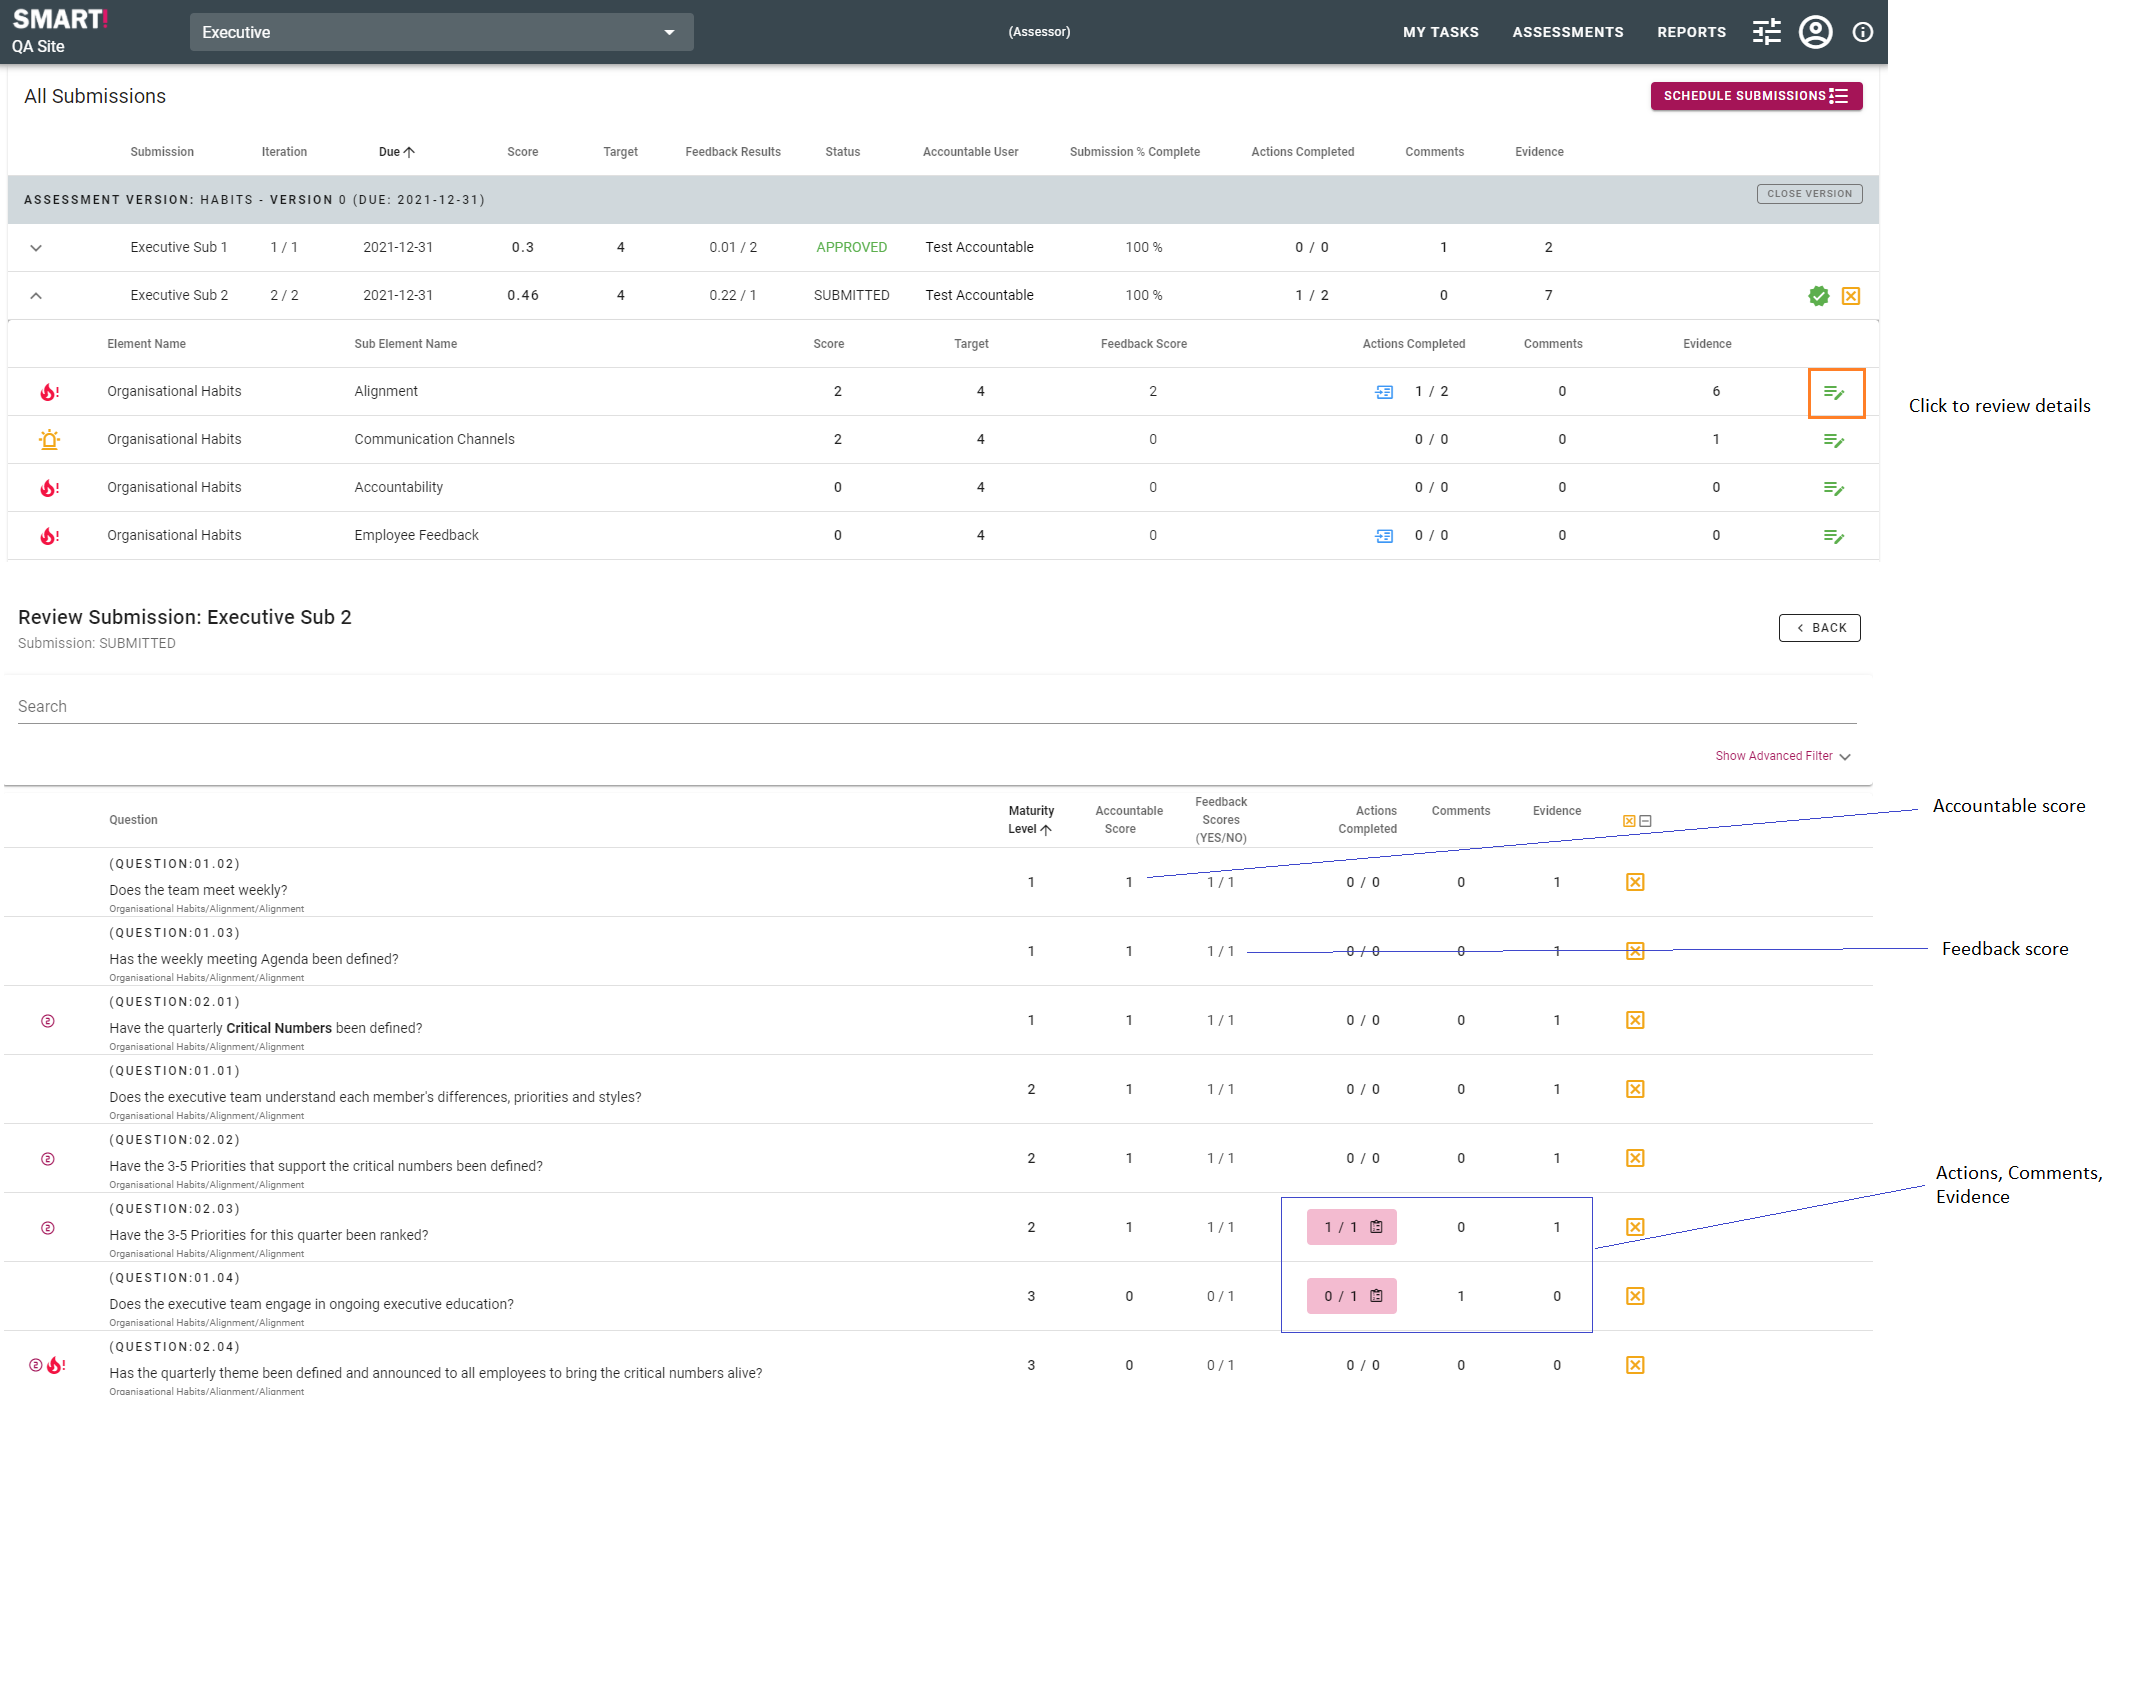 SMART!
QA Site
Executive
(Assessor)
MY TASKS
ASSESSMENTS
REPORTS
All Submissions
SCHEDULE SUBMISSIONS
Submission Iteration Due Score Target Feedback Results Status Accountable User Submission % Complete Actions Completed Comments Evidence
ASSESSMENT VERSION: HABITS - VERSION 0 (DUE: 2021-12-31)
CLOSE VERSION
Executive Sub 1 1 / 1 2021-12-31 0.3 4 0.01 / 2 APPROVED Test Accountable 100 % 0 / 0 1 2
Executive Sub 2 2 / 2 2021-12-31 0.46 4 0.22 / 1 SUBMITTED Test Accountable 100 % 1 / 2 0 7
Element Name Sub Element Name Score Target Feedback Score Actions Completed Comments Evidence
Organisational Habits Alignment 2 4 2 1 / 2 0 6
Click to review details
Organisational Habits Communication Channels 2 4 0 0 / 0 0 1
Organisational Habits Accountability 0 4 0 0 / 0 0 0
Organisational Habits Employee Feedback 0 4 0 0 / 0 0 0
Review Submission: Executive Sub 2
Submission: SUBMITTED
BACK
Search
Show Advanced Filter
Question
Maturity Level
Accountable Score
Feedback Scores (YES/NO)
Actions Completed
Comments
Evidence
Accountable score
(QUESTION:01.02)
Does the team meet weekly?
Organisational Habits/Alignment/Alignment
1 1 1 / 1 0 / 0 0 1
(QUESTION:01.03)
Has the weekly meeting Agenda been defined?
Organisational Habits/Alignment/Alignment
1 1 1 / 1 0 / 0 0 1
Feedback score
(QUESTION:02.01)
2
Have the quarterly Critical Numbers been defined?
Organisational Habits/Alignment/Alignment
1 1 1 / 1 0 / 0 0 1
(QUESTION:01.01)
Does the executive team understand each member's differences, priorities and styles?
Organisational Habits/Alignment/Alignment
2 1 1 / 1 0 / 0 0 1
(QUESTION:02.02)
2
Have the 3-5 Priorities that support the critical numbers been defined?
Organisational Habits/Alignment/Alignment
2 1 1 / 1 0 / 0 0 1
Actions, Comments,
Evidence
(QUESTION:02.03)
2
Have the 3-5 Priorities for this quarter been ranked?
Organisational Habits/Alignment/Alignment
2 1 1 / 1 1 / 1 0 1
(QUESTION:01.04)
Does the executive team engage in ongoing executive education?
Organisational Habits/Alignment/Alignment
3 0 0 / 1 0 / 1 1 0
(QUESTION:02.04)
2
Has the quarterly theme been defined and announced to all employees to bring the critical numbers alive?
Organisational Habits/Alignment/Alignment
3 0 0 / 1 0 / 0 0 0